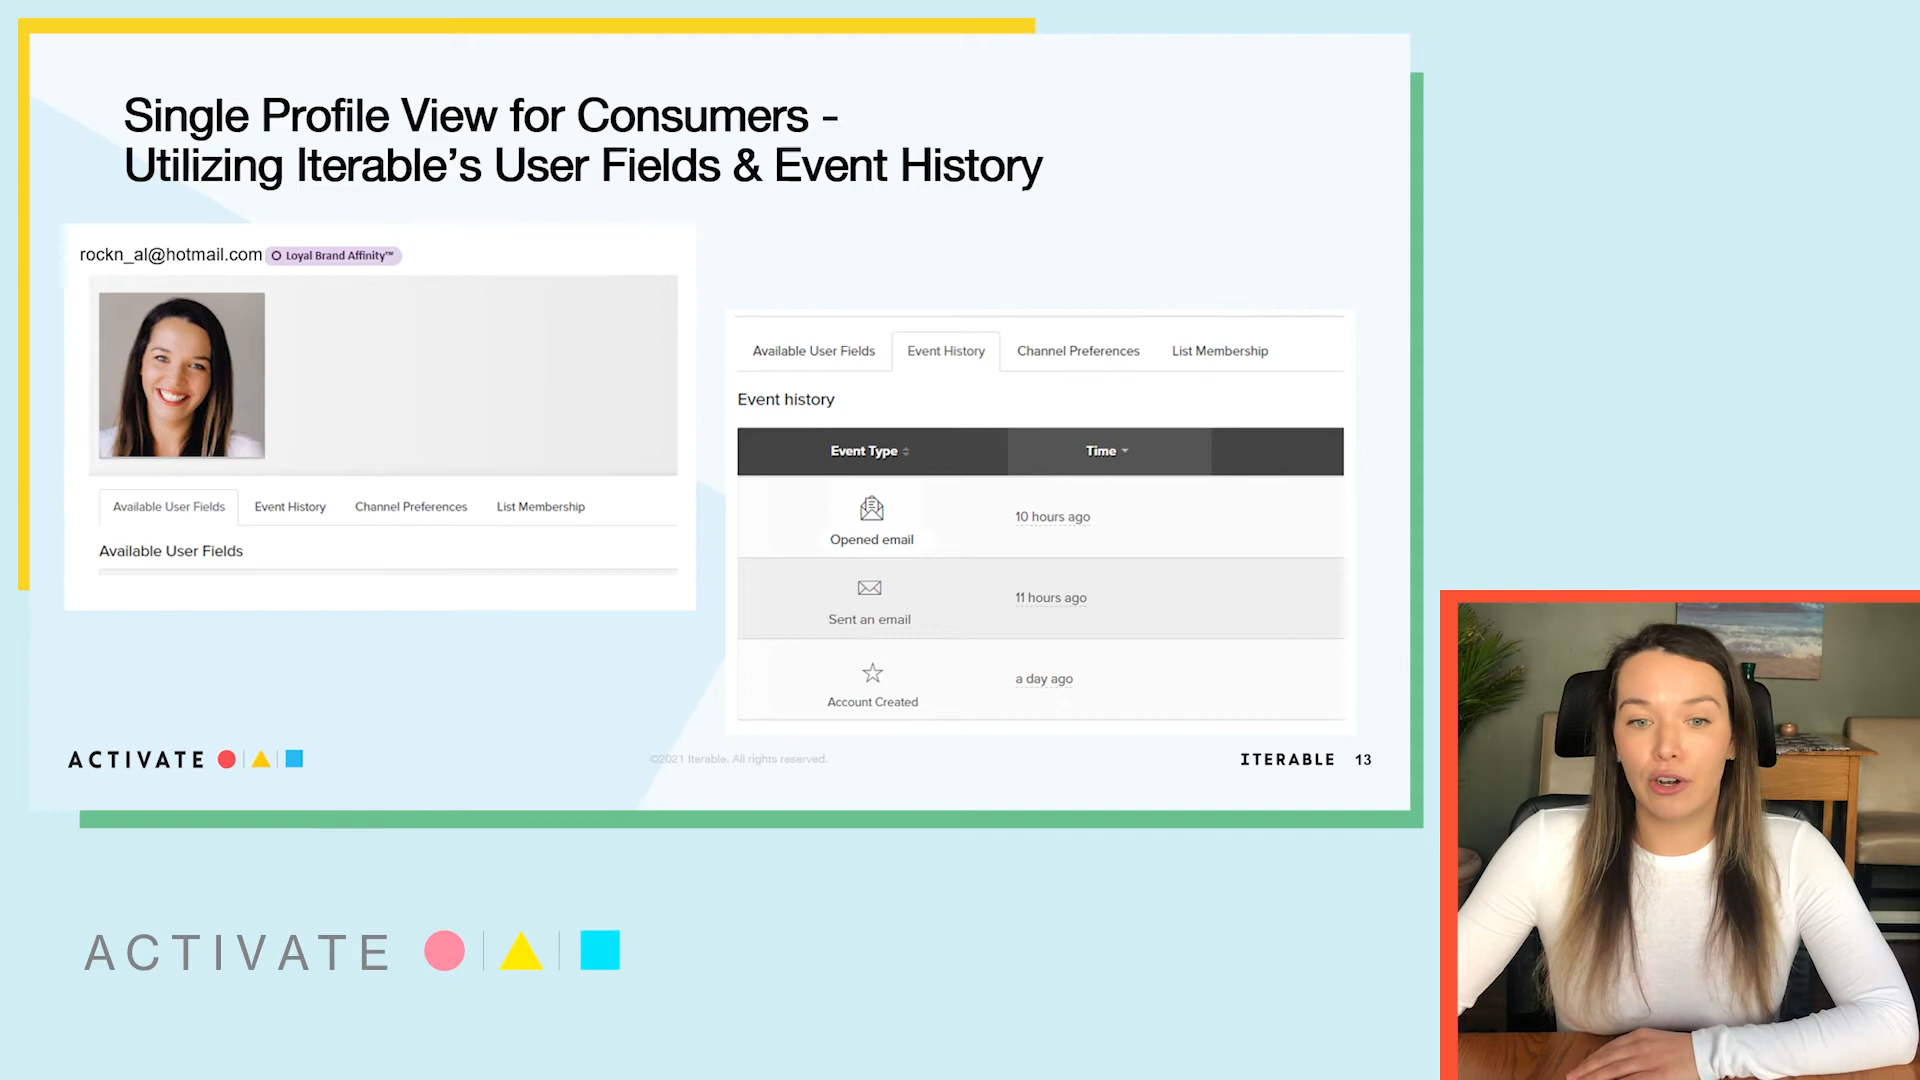 Single Profile View for Consumers -
Utilizing Iterable’s User Fields & Event History
rockn_al@hotmail.com Loyal Brand Affinity™
Available User Fields Event History Channel Preferences List Membership
Available User Fields
Available User Fields Event History Channel Preferences List Membership
Event history
Event Type Time
Opened email 10 hours ago
Sent an email 11 hours ago
Account Created a day ago
ACTIVATE
©2021 Iterable. All rights reserved.
ITERABLE 13
ACTIVATE